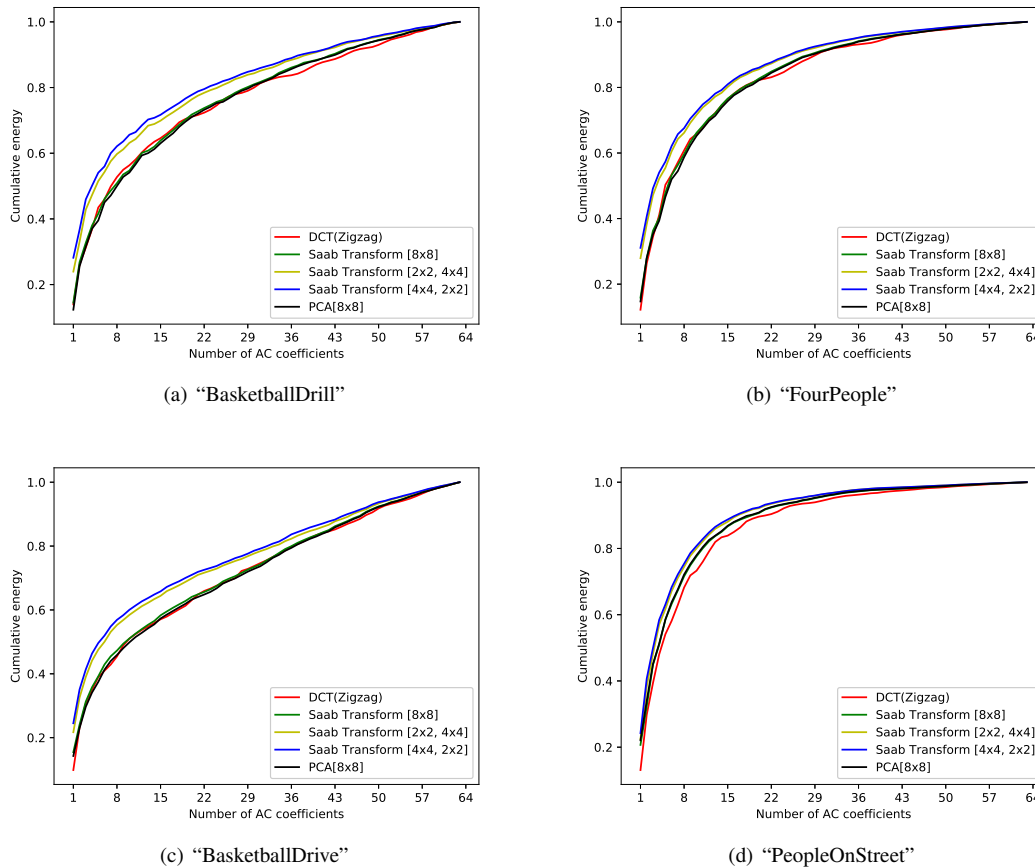 1.0
0.8
0.6
0.4
0.2
Cumulative energy
DCT(Zigzag)
Saab Transform [8x8]
Saab Transform [2x2, 4x4]
Saab Transform [4x4, 2x2]
PCA[8x8]
1 8 15 22 29 36 43 50 57 64
Number of AC coefficients
(a) “BasketballDrill”
1.0
0.8
0.6
0.4
0.2
Cumulative energy
DCT(Zigzag)
Saab Transform [8x8]
Saab Transform [2x2, 4x4]
Saab Transform [4x4, 2x2]
PCA[8x8]
1 8 15 22 29 36 43 50 57 64
Number of AC coefficients
(b) “FourPeople”
1.0
0.8
0.6
0.4
0.2
Cumulative energy
DCT(Zigzag)
Saab Transform [8x8]
Saab Transform [2x2, 4x4]
Saab Transform [4x4, 2x2]
PCA[8x8]
1 8 15 22 29 36 43 50 57 64
Number of AC coefficients
(c) “BasketballDrive”
1.0
0.8
0.6
0.4
0.2
Cumulative energy
DCT(Zigzag)
Saab Transform [8x8]
Saab Transform [2x2, 4x4]
Saab Transform [4x4, 2x2]
PCA[8x8]
1 8 15 22 29 36 43 50 57 64
Number of AC coefficients
(d) “PeopleOnStreet”